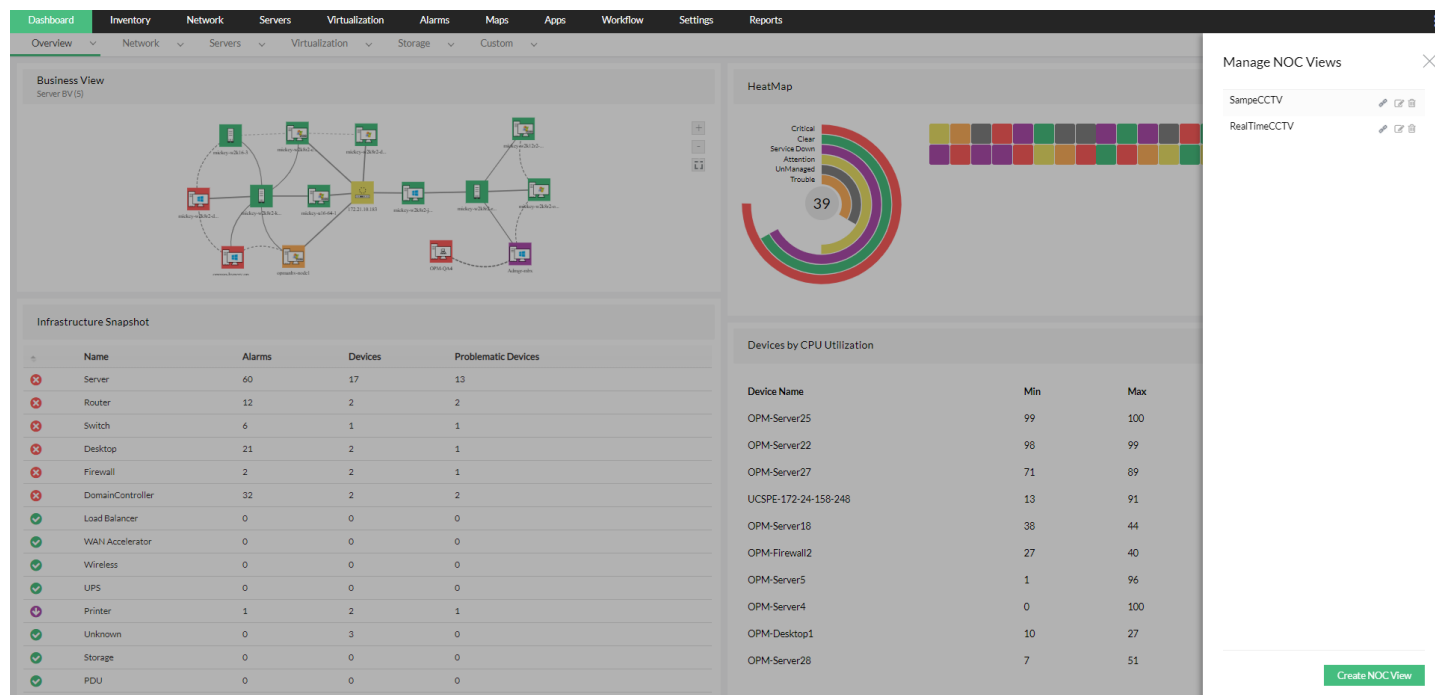 Dashboard Inventory Network Servers Virtualization Alarms Maps Apps Workflow Settings Reports
Overview Network Servers Virtualization Storage Custom
Business View
Server BV (5)
172.21.10.103
OPM-QA4
Infrastructure Snapshot
Name Alarms Devices Problematic Devices
Server 60 17 13
Router 12 2 2
Switch 6 1 1
Desktop 21 2 1
Firewall 2 2 1
DomainController 32 2 2
Load Balancer 0 0 0
WAN Accelerator 0 0 0
Wireless 0 0 0
UPS 0 0 0
Printer 1 2 1
Unknown 0 3 0
Storage 0 0 0
PDU 0 0 0
HeatMap
Critical
Clear
Service Down
Attention
UnManaged
Trouble
39
Devices by CPU Utilization
Device Name Min Max
OPM-Server25 99 100
OPM-Server22 98 99
OPM-Server27 71 89
UCSPE-172-24-158-248 13 91
OPM-Server18 38 44
OPM-Firewall2 27 40
OPM-Server5 1 96
OPM-Server4 0 100
OPM-Desktop1 10 27
OPM-Server28 7 51
Manage NOC Views
SampeCCTV
RealTImeCCTV
Create NOC View